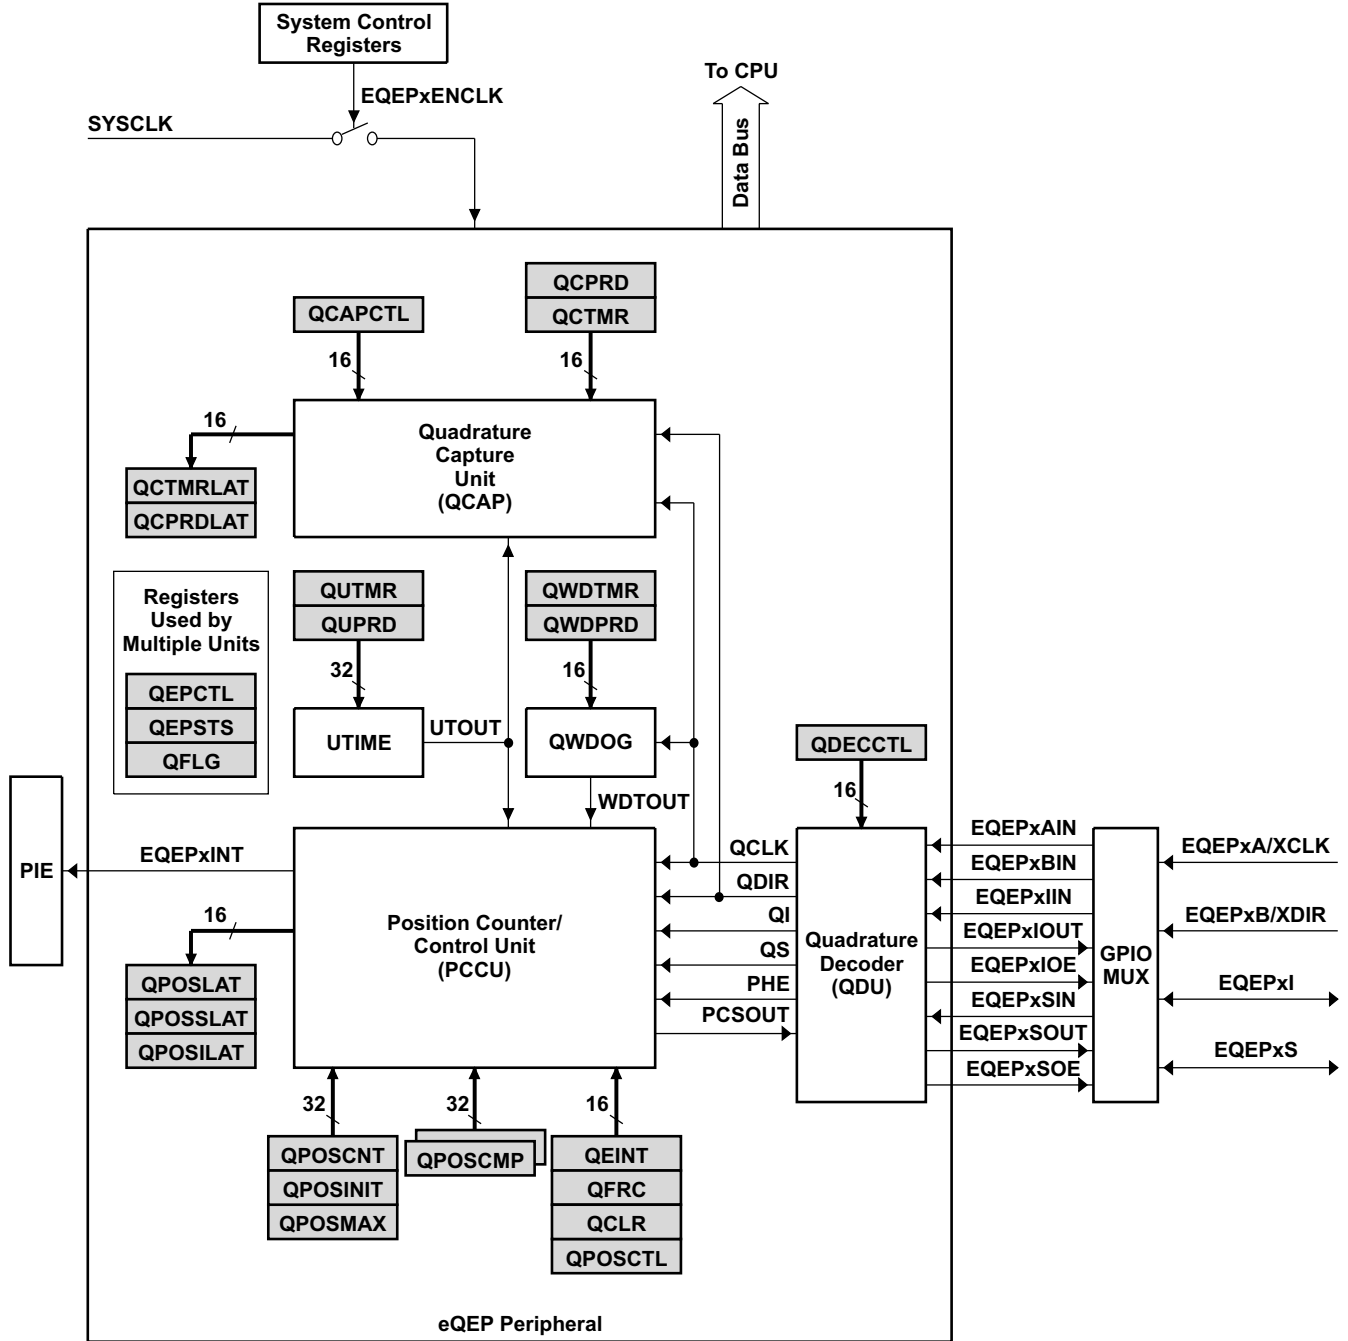 System Control
Registers
To CPU
EQEPxENCLK
SYSCLK
Data Bus
QCPRD
QCAPCTL
QCTMR
16
16
16
Quadrature
Capture
Unit
(QCAP)
QCTMRLAT
QCPRDLAT
Registers
Used by
Multiple Units
QEPCTL
QEPSTS
QFLG
QUTMR
QUPRD
QWDTMR
QWDPRD
32
16
UTIME
UTOUT
QWDOG
QDECCTL
WDTOUT
16
PIE
EQEPxINT
16
Position Counter/
Control Unit
(PCCU)
QCLK
QDIR
QI
QS
PHE
PCSOUT
Quadrature
Decoder
(QDU)
EQEPxAIN
EQEPxBIN
EQEPxIIN
EQEPxIOUT
EQEPxIOE
EQEPxSIN
EQEPxSOUT
EQEPxSOE
GPIO
MUX
EQEPxA/XCLK
EQEPxB/XDIR
EQEPxI
EQEPxS
QPOSLAT
QPOSSLAT
QPOSILAT
32
32
16
QPOSCNT
QPOSINIT
QPOSMAX
QPOSCMP
QEINT
QFRC
QCLR
QPOSCTL
eQEP Peripheral